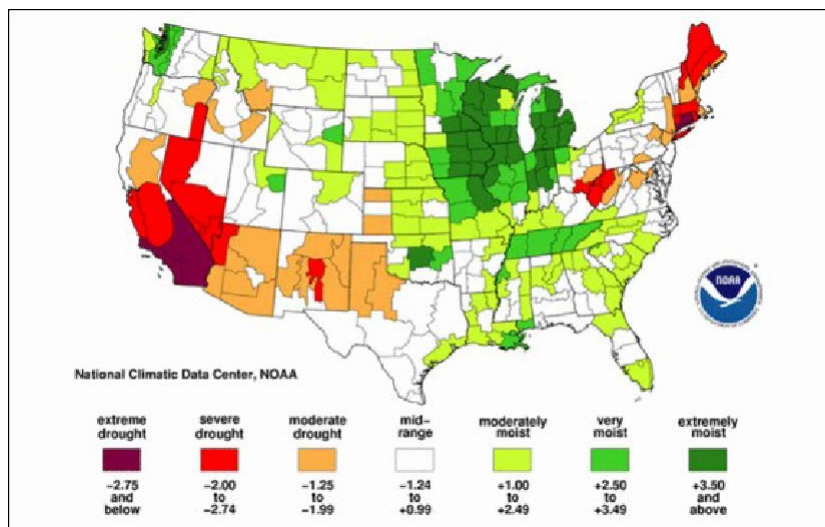 NOAA
National Climatic Data Center, NOAA
extreme drought
severe drought
moderate drought
mid-range
moderately moist
very moist
extremely moist
−2.75 and below
−2.00 to −2.74
−1.25 to −1.99
−1.24 to +0.99
+1.00 to +2.49
+2.50 to +3.49
+3.50 and above